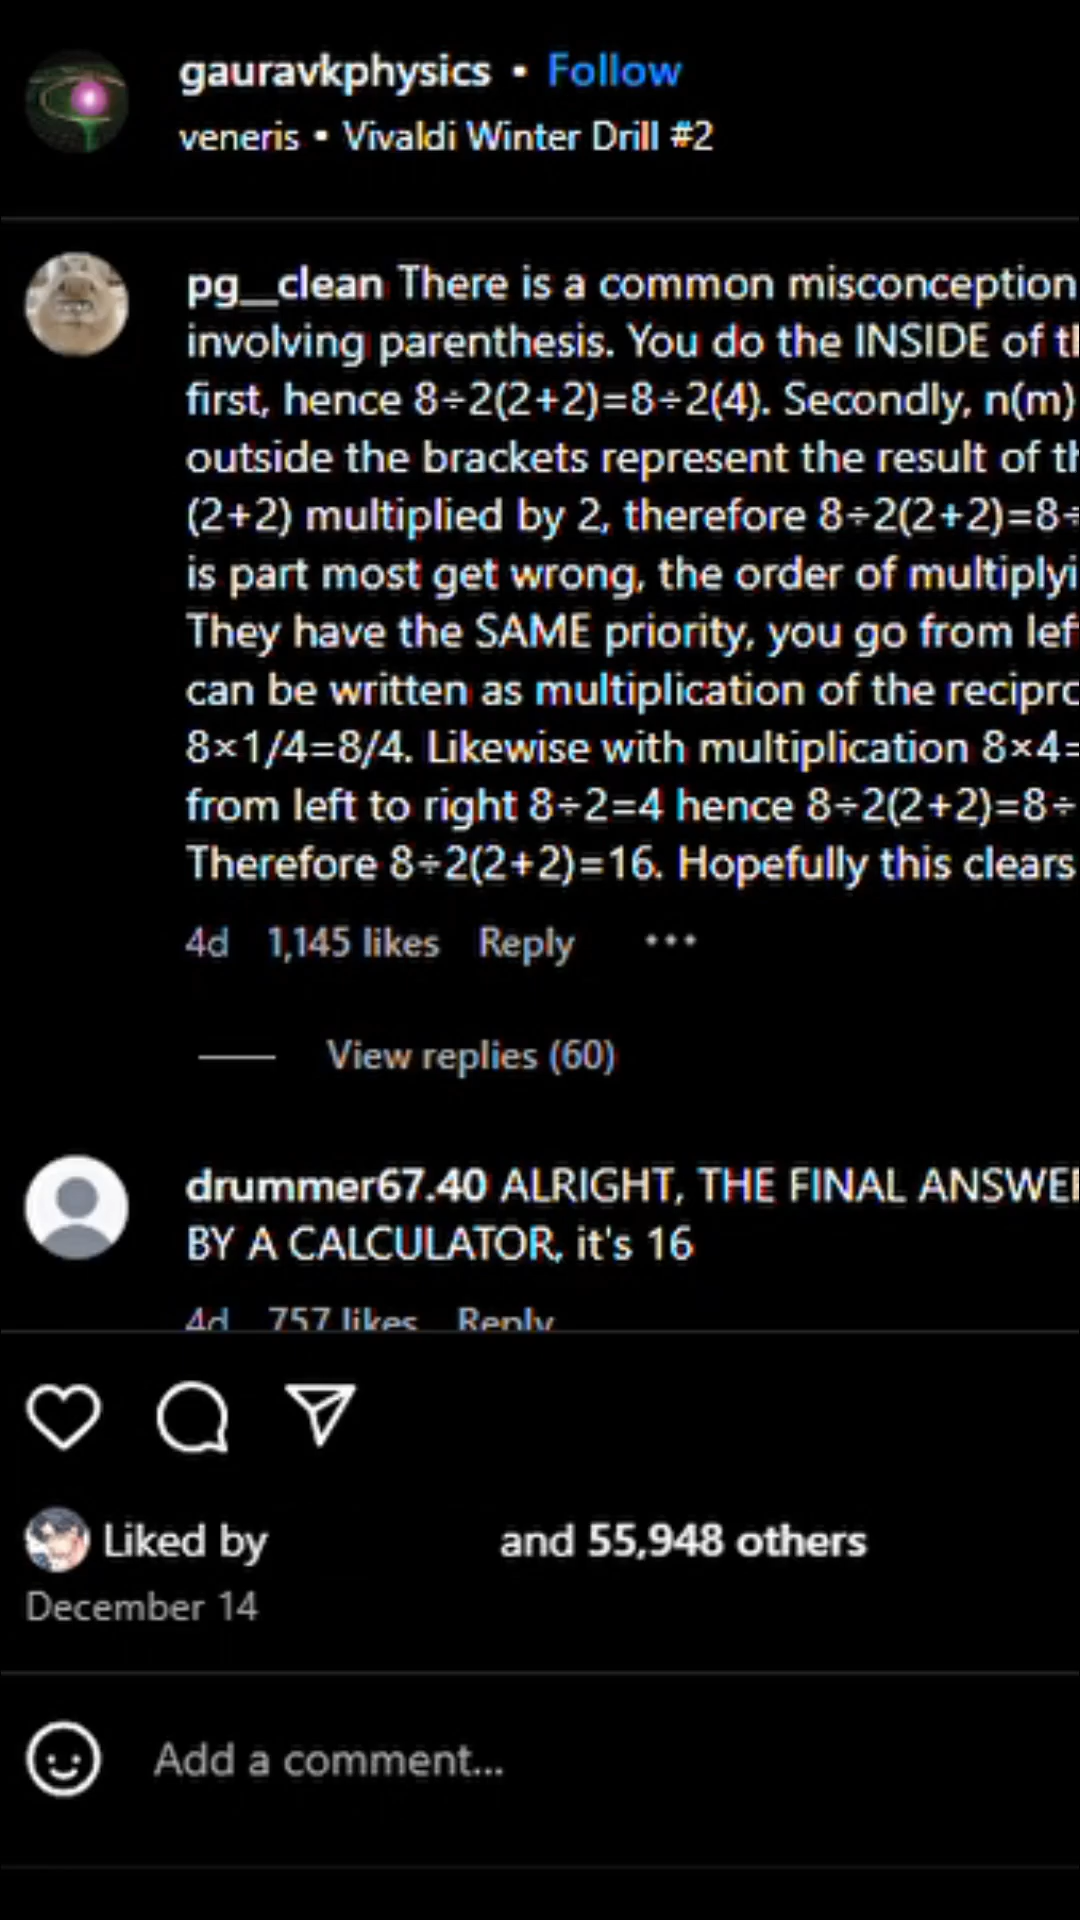 gauravkphysics • Follow
veneris • Vivaldi Winter Drill #2
pg__clean There is a common misconception
involving parenthesis. You do the INSIDE of
first, hence 8÷2(2+2)=8÷2(4). Secondly, n(m)
outside the brackets represent the result of
(2+2) multiplied by 2, therefore 8÷2(2+2)=8÷
is part most get wrong, the order of
They have the SAME priority, you go from
can be written as multiplication of the
8×1/4=8/4. Likewise with multiplication 8×4=
from left to right 8÷2=4 hence 8÷2(2+2)=8÷
Therefore 8÷2(2+2)=16. Hopefully this clears
4d 1,145 likes Reply •••
View replies (60)
drummer67.40 ALRIGHT, THE FINAL ANSWER
BY A CALCULATOR, it's 16
4d 757 likes Reply
Liked by and 55,948 others
December 14
Add a comment...